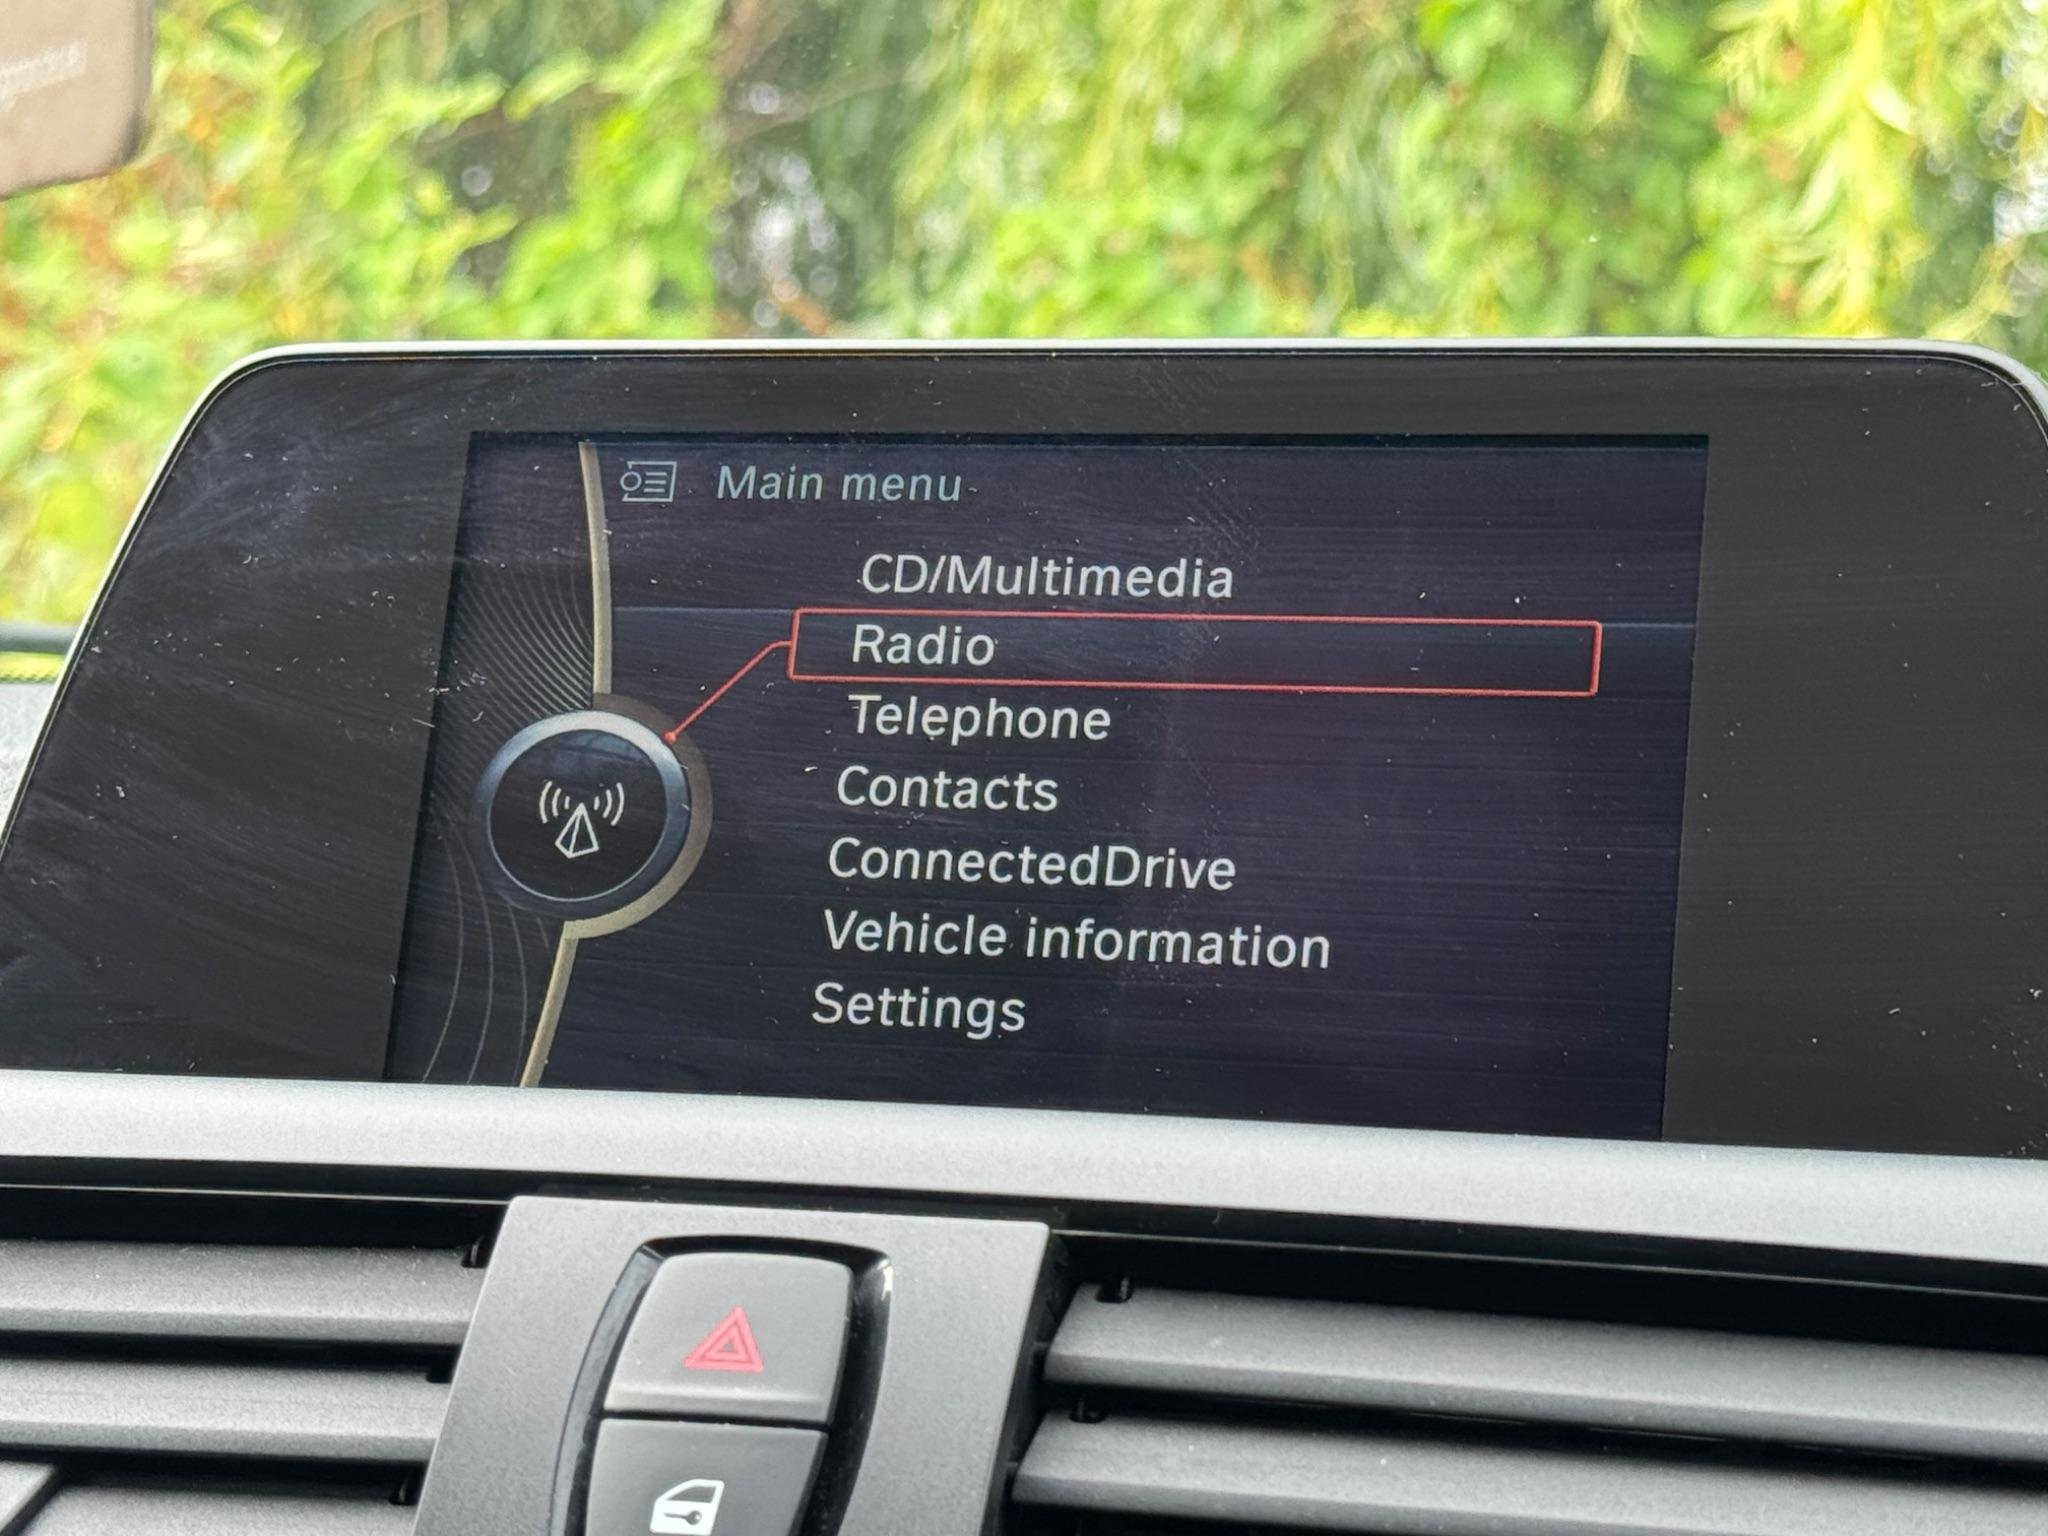 Main menu
CD/Multimedia
Radio
Telephone
Contacts
ConnectedDrive
Vehicle information
Settings